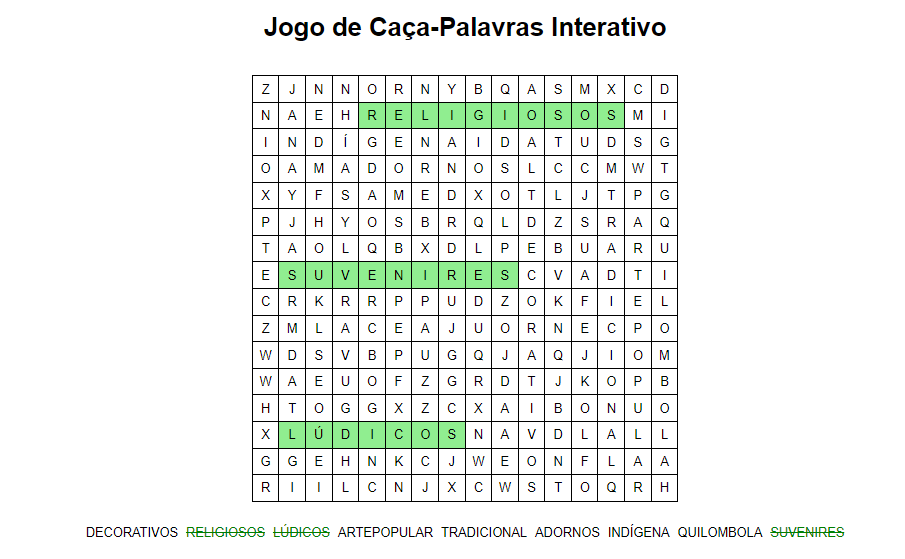 Jogo de Caça-Palavras Interativo
Z J N N O R N Y B Q A S M X C D
N A E H R E L I G I O S O S M I
I N D Í G E N A I D A T U D S G
O A M A D O R N O S L C C M W T
X Y F S A M E D X O T L J T P G
P J H Y O S B R Q L D Z S R A Q
T A O L Q B X D L P E B U A R U
E S U V E N I R E S C V A D T I
C R K R R P P U D Z O K F I E L
Z M L A C E A J U O R N E C P O
W D S V B P U G Q J A Q J I O M
W A E U O F Z G R D T J K O P B
H T O G G X Z C X A I B O N U O
X L Ú D I C O S N A V D L A L L
G G E H N K C J W E O N F L A A
R I I L C N J X C W S T O Q R H
DECORATIVOS RELIGIOSOS LÚDICOS ARTEPOPULAR TRADICIONAL ADORNOS INDÍGENA QUILOMBOLA SUVENIRES